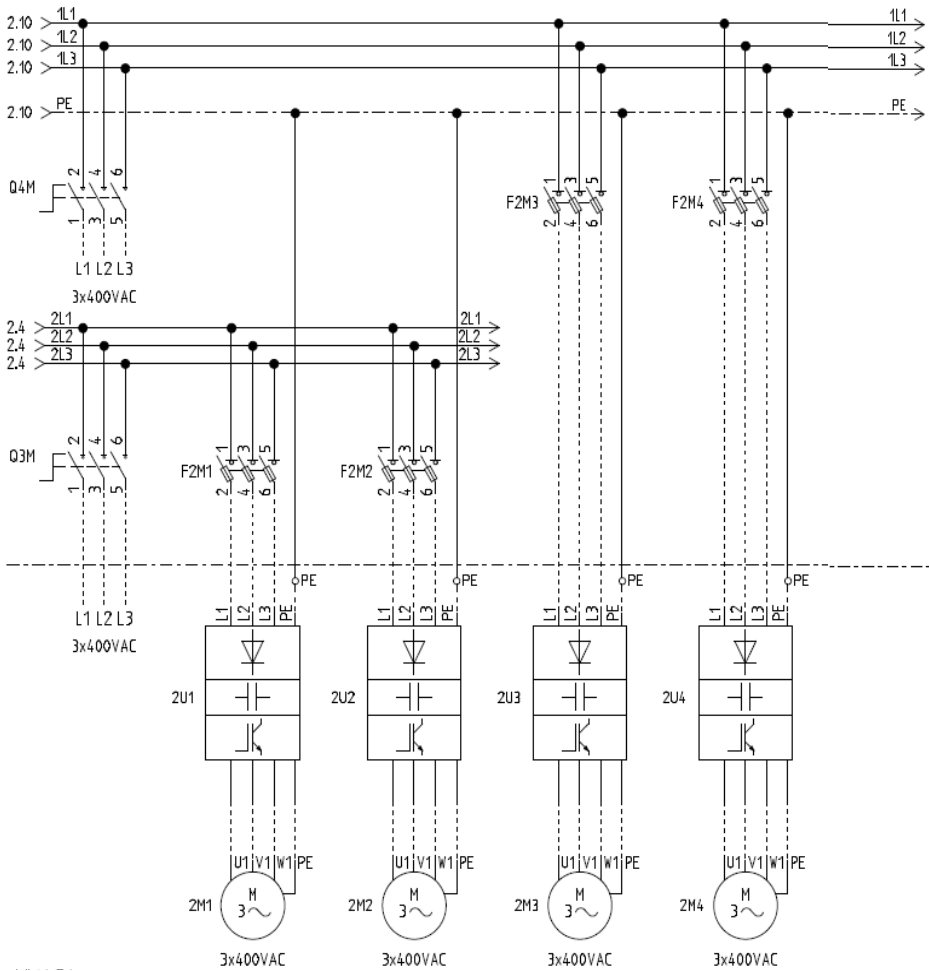 2.10 1L1 1L1
2.10 1L2 1L2
2.10 1L3 1L3
2.10 PE PE
Q4M 2 4 6
1 3 5
F2M3 1 3 5
2 4 6
F2M4 1 3 5
2 4 6
L1 L2 L3
3x400VAC
2.4 2L1 2L1
2.4 2L2 2L2
2.4 2L3 2L3
Q3M 2 4 6
1 3 5
F2M1 1 3 5
2 4 6
F2M2 1 3 5
2 4 6
PE PE PE PE
L1 L2 L3
3x400VAC
L1 L2 L3 PE
L1 L2 L3 PE
L1 L2 L3 PE
L1 L2 L3 PE
2U1 2U2 2U3 2U4
U1 V1 W1 PE
U1 V1 W1 PE
U1 V1 W1 PE
U1 V1 W1 PE
2M1 M 3
2M2 M 3
2M3 M 3
2M4 M 3
3x400VAC 3x400VAC 3x400VAC 3x400VAC